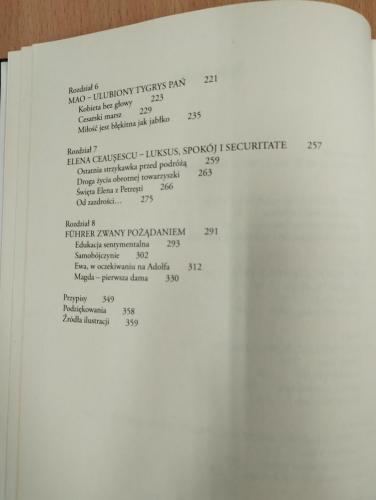 Rozdział 6
MAO – ULUBIONY TYGRYS PAŃ 221
Kobieta bez głowy 223
Cesarski marsz 229
Miłość jest błękitna jak jabłko 235
Rozdział 7
ELENA CEAUȘESCU – LUKSUS, SPOKÓJ I SECURITATE 257
Ostatnia strzykawka przed podróżą 259
Droga życia obrotnej towarzyszki 263
Święta Elena z Petrești 266
Od zazdrości... 275
Rozdział 8
FÜHRER ZWANY POŻĄDANIEM 291
Edukacja sentymentalna 293
Samobójczynie 302
Ewa, w oczekiwaniu na Adolfa 312
Magda – pierwsza dama 330
Przypisy 349
Podziękowania 358
Źródła ilustracji 359